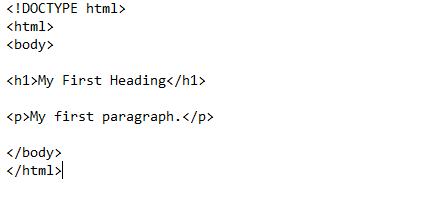 <!DOCTYPE html>
<html>
<body>

<h1>My First Heading</h1>

<p>My first paragraph.</p>

</body>
</html>